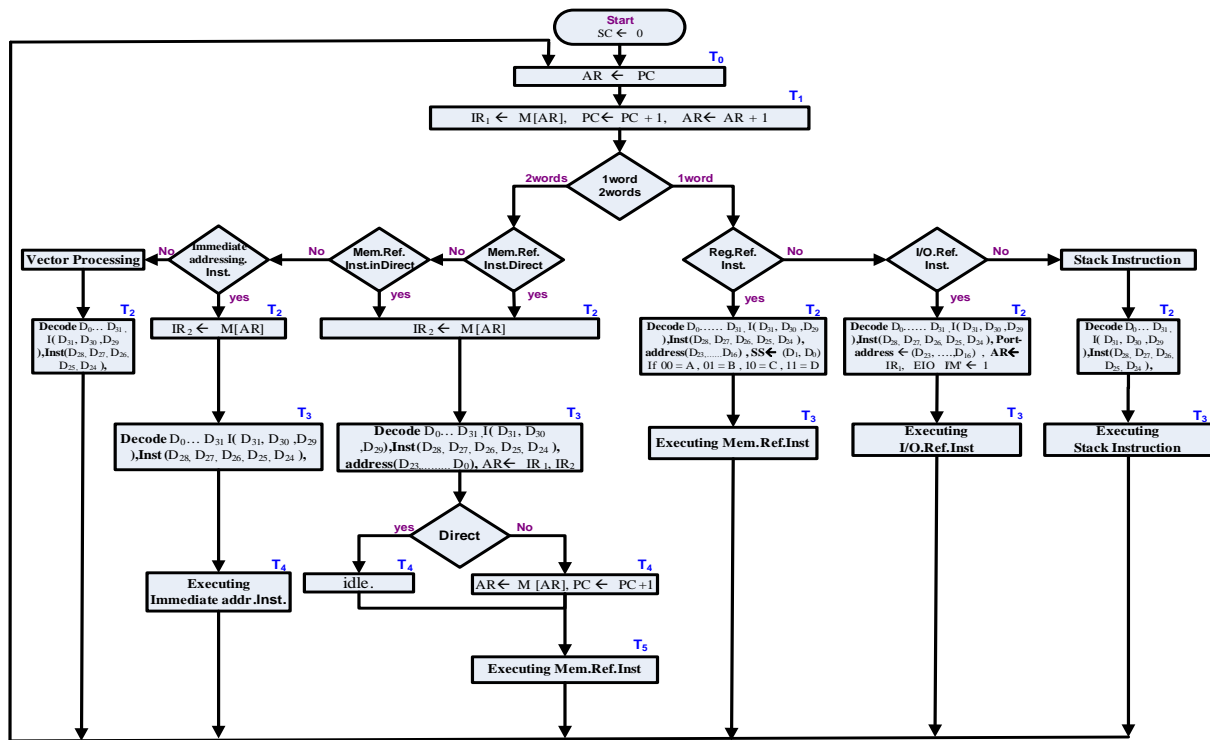 Start
SC ← 0
T0
AR ← PC
T1
IR1 ← M[AR], PC← PC + 1, AR← AR + 1
2words
1word
2words
1word
Vector Processing
No
Immediate
addressing.
Inst.
No
Mem.Ref.
Inst.inDirect
No
Mem.Ref.
Inst.Direct
Reg.Ref.
Inst.
No
I/O.Ref.
Inst.
No
Stack Instruction
yes
yes
yes
yes
yes
T2
Decode D0… D31 ,
I( D31, D30 ,D29
),Inst(D28, D27, D26,
D25, D24 ),
T2
IR2 ← M[AR]
T2
IR2 ← M[AR]
T2
Decode D0…… D31, I( D31, D30 ,D29
),Inst(D28, D27, D26, D25, D24 ),
address(D23,......D16) , SS← (D1, D0)
If 00 = A , 01 = B , 10 = C , 11 = D
T2
Decode D0…… D31 ,I( D31, D30 ,D29
),Inst(D28, D27, D26, D25, D24 ), Port-
address ← (D23, ….,D16) , AR←
IR1, EIO I'M' ← 1
T2
Decode D0… D31 ,
I( D31, D30 ,D29
),Inst(D28, D27, D26,
D25, D24 ),
T3
Decode D0… D31 I( D31, D30 ,D29
),Inst(D28, D27, D26, D25, D24 ),
T3
Decode D0… D31 ,I( D31, D30
,D29),Inst(D28, D27, D26, D25, D24 ),
address(D23,......... D0), AR← IR 1, IR2
T3
Executing Mem.Ref.Inst
T3
Executing
I/O.Ref.Inst
T3
Executing
Stack Instruction
yes
Direct
No
T4
Executing
Immediate addr.Inst.
T4
idle.
T4
AR← M [AR], PC ← PC +1
T5
Executing Mem.Ref.Inst